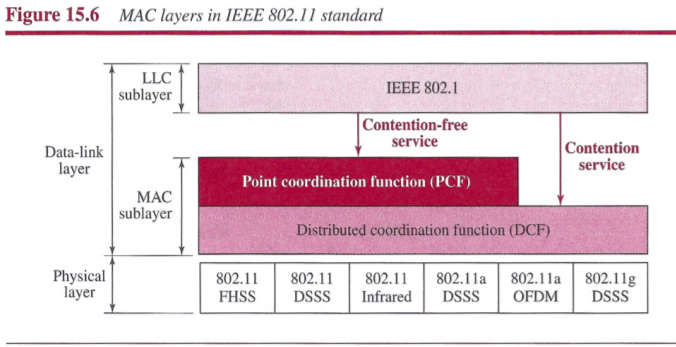 Figure 15.6 MAC layers in IEEE 802.11 standard
LLC
sublayer
IEEE 802.1
Contention-free
service
Contention
service
Data-link
layer
MAC
sublayer
Point coordination function (PCF)
Distributed coordination function (DCF)
Physical
layer
802.11
FHSS
802.11
DSSS
802.11
Infrared
802.11a
DSSS
802.11a
OFDM
802.11g
DSSS